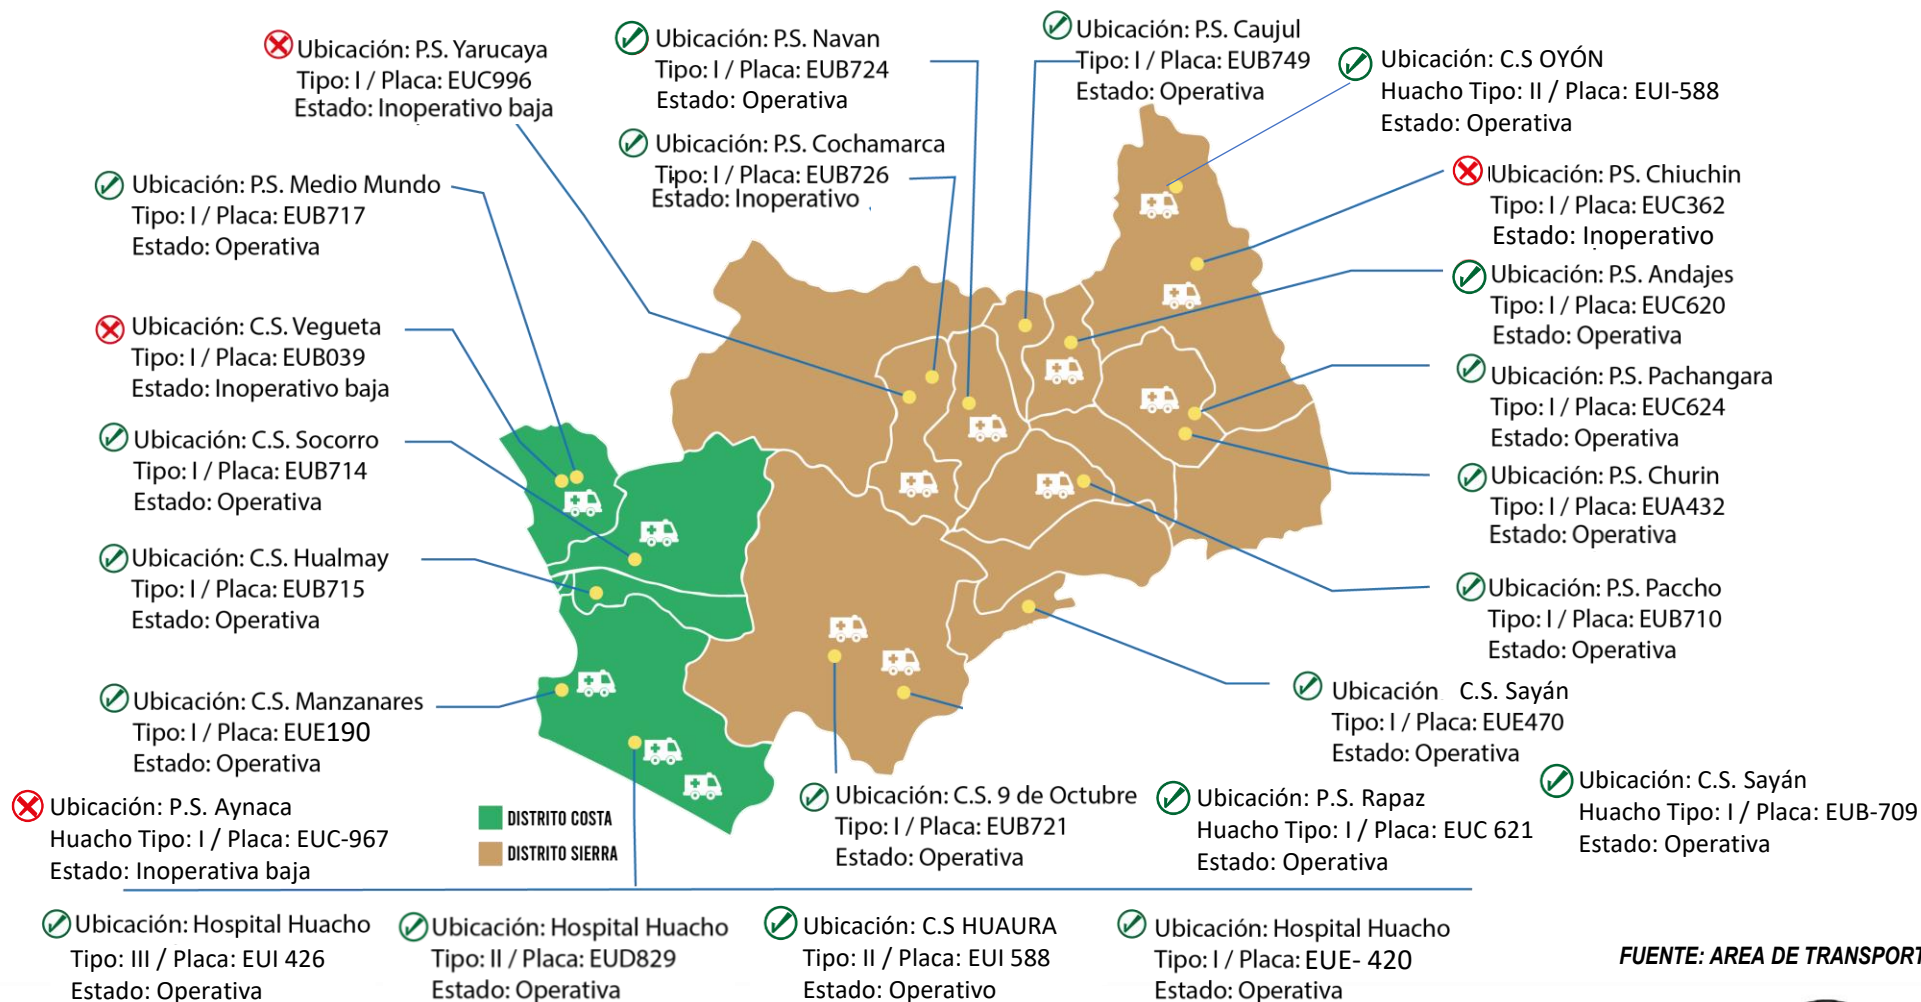 Ubicación: P.S. Yarucaya
Tipo: I / Placa: EUC996
Estado: Inoperativo baja
Ubicación: P.S. Navan
Tipo: I / Placa: EUB724
Estado: Operativa
Ubicación: P.S. Caujul
Tipo: I / Placa: EUB749
Estado: Operativa
Ubicación: C.S OYÓN
Huacho Tipo: II / Placa: EUI-588
Estado: Operativa
Ubicación: P.S. Cochamarca
Tipo: I / Placa: EUB726
Estado: Inoperativo
Ubicación: P.S. Medio Mundo
Tipo: I / Placa: EUB717
Estado: Operativa
Ubicación: PS. Chiuchin
Tipo: I / Placa: EUC362
Estado: Inoperativo
Ubicación: P.S. Andajes
Tipo: I / Placa: EUC620
Estado: Operativa
Ubicación: C.S. Vegueta
Tipo: I / Placa: EUB039
Estado: Inoperativo baja
Ubicación: P.S. Pachangara
Tipo: I / Placa: EUC624
Estado: Operativa
Ubicación: C.S. Socorro
Tipo: I / Placa: EUB714
Estado: Operativa
Ubicación: P.S. Churin
Tipo: I / Placa: EUA432
Estado: Operativa
Ubicación: C.S. Hualmay
Tipo: I / Placa: EUB715
Estado: Operativa
Ubicación: P.S. Paccho
Tipo: I / Placa: EUB710
Estado: Operativa
Ubicación: C.S. Manzanares
Tipo: I / Placa: EUE190
Estado: Operativa
Ubicación C.S. Sayán
Tipo: I / Placa: EUE470
Estado: Operativa
Ubicación: P.S. Aynaca
Huacho Tipo: I / Placa: EUC-967
Estado: Inoperativa baja
DISTRITO COSTA
DISTRITO SIERRA
Ubicación: C.S. 9 de Octubre
Tipo: I / Placa: EUB721
Estado: Operativa
Ubicación: P.S. Rapaz
Huacho Tipo: I / Placa: EUC 621
Estado: Operativa
Ubicación: C.S. Sayán
Huacho Tipo: I / Placa: EUB-709
Estado: Operativa
Ubicación: Hospital Huacho
Tipo: III / Placa: EUI 426
Estado: Operativa
Ubicación: Hospital Huacho
Tipo: II / Placa: EUD829
Estado: Operativa
Ubicación: C.S HUAURA
Tipo: II / Placa: EUI 588
Estado: Operativo
Ubicación: Hospital Huacho
Tipo: I / Placa: EUE- 420
Estado: Operativa
FUENTE: AREA DE TRANSPORT